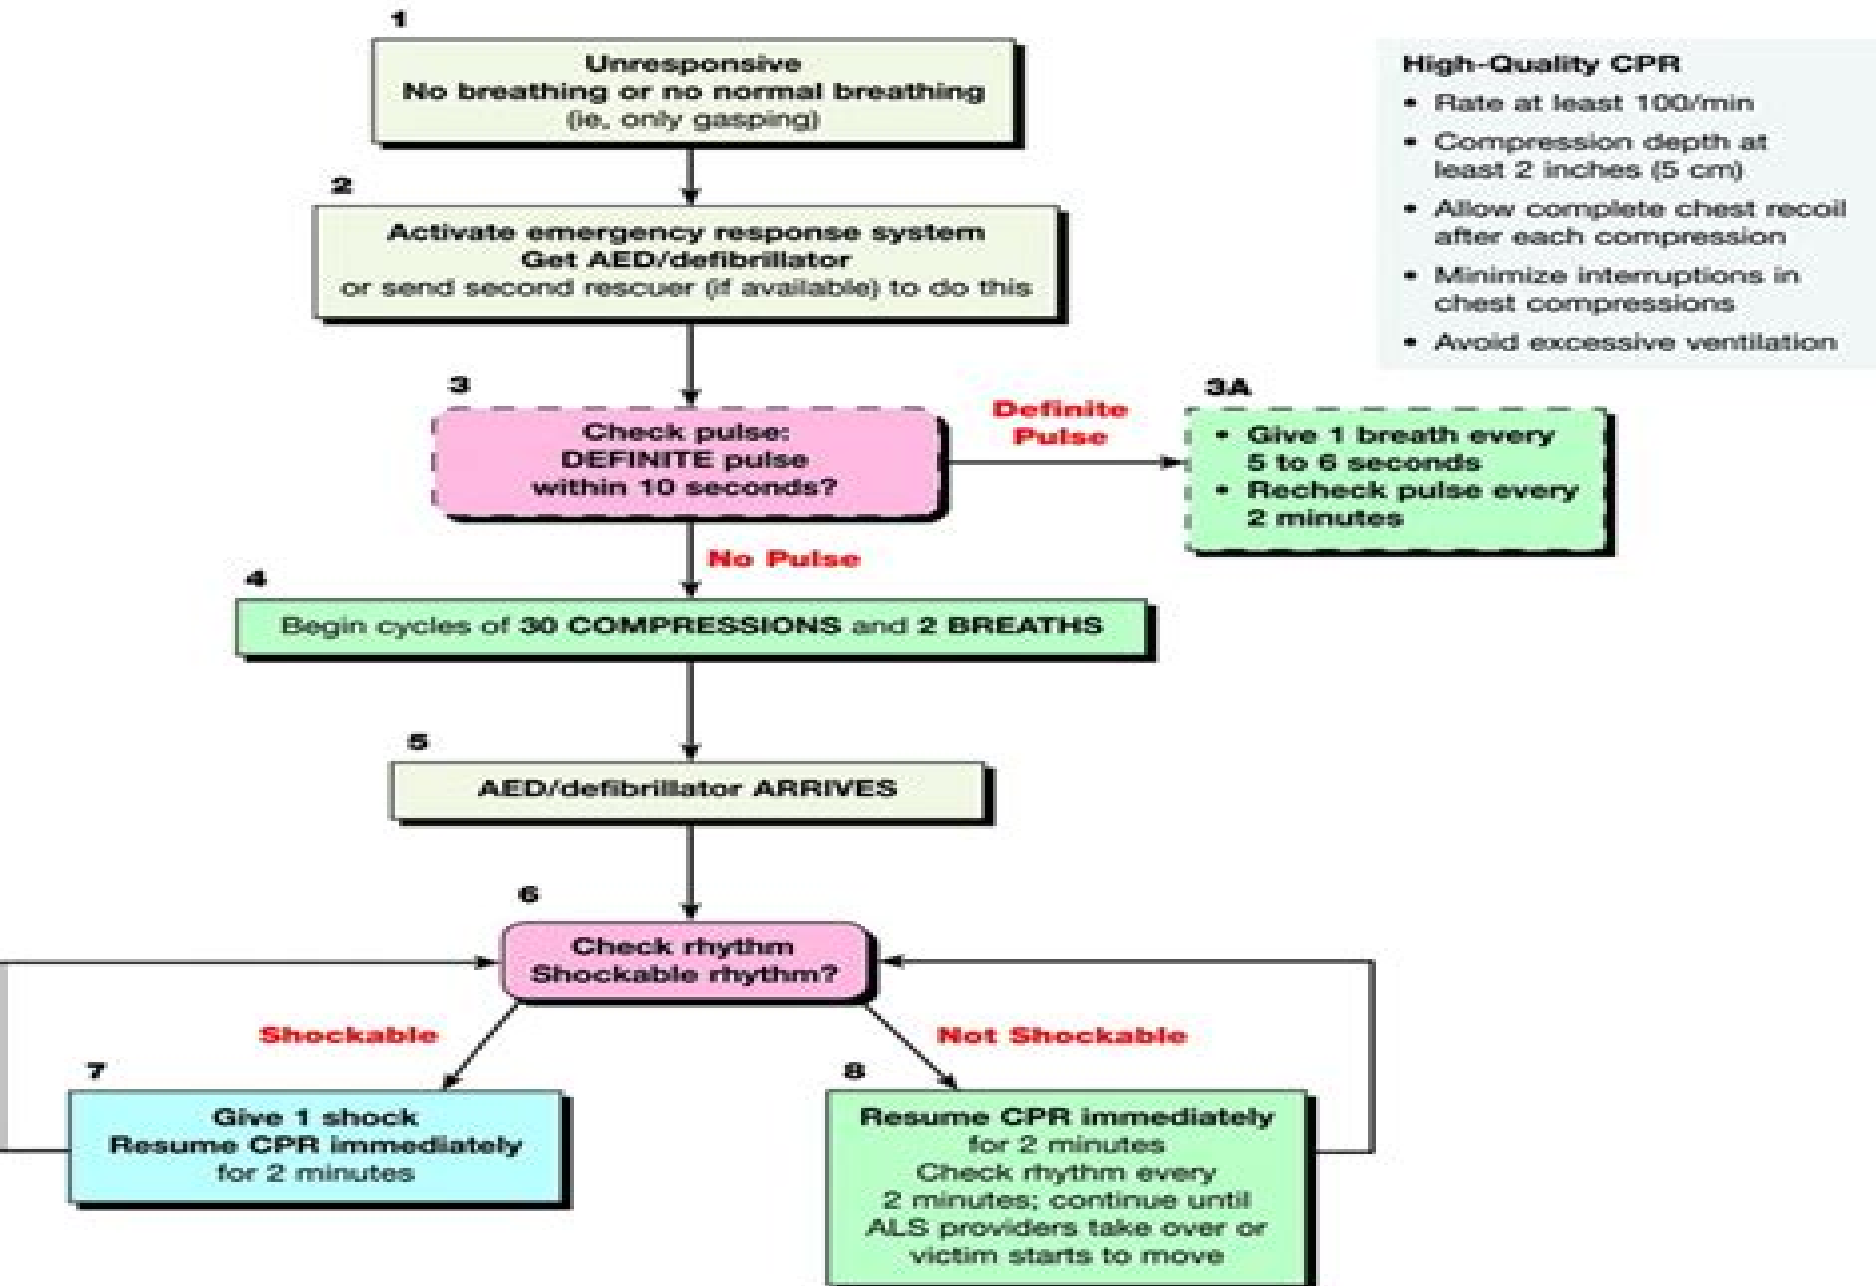 1
Unresponsive
No breathing or no normal breathing
(ie, only gasping)
2
Activate emergency response system
Get AED/defibrillator
or send second rescuer (if available) to do this
High-Quality CPR
• Rate at least 100/min
• Compression depth at
least 2 inches (5 cm)
• Allow complete chest recoil
after each compression
• Minimize interruptions in
chest compressions
• Avoid excessive ventilation
3
Check pulse:
DEFINITE pulse
within 10 seconds?
Definite
Pulse
3A
• Give 1 breath every
5 to 6 seconds
• Recheck pulse every
2 minutes
No Pulse
4
Begin cycles of 30 COMPRESSIONS and 2 BREATHS
5
AED/defibrillator ARRIVES
6
Check rhythm
Shockable rhythm?
Shockable
Not Shockable
7
Give 1 shock
Resume CPR immediately
for 2 minutes
8
Resume CPR immediately
for 2 minutes
Check rhythm every
2 minutes; continue until
ALS providers take over or
victim starts to move